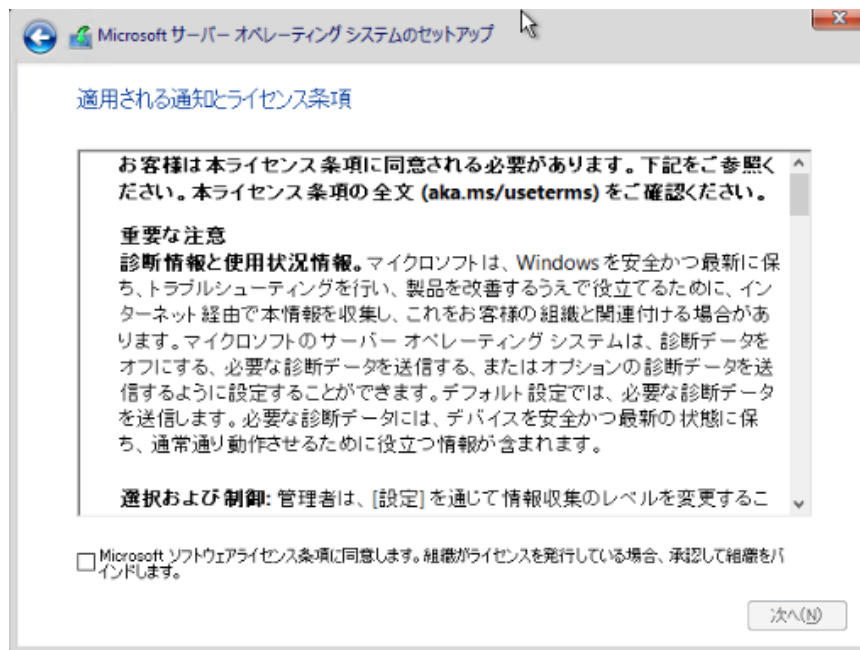 Microsoft サーバー オペレーティング システムのセットアップ
適用される通知とライセンス条項
お客様は本ライセンス条項に同意される必要があります。下記をご参照く
ださい。本ライセンス条項の全文 (aka.ms/useterms) をご確認ください。
重要な注意
診断情報と使用状況情報。マイクロソフトは、Windows を安全かつ最新に保
ち、トラブルシューティングを行い、製品を改善するうえで役立てるために、イン
ターネット経由で本情報を収集し、これをお客様の組織と関連付ける場合があ
ります。マイクロソフトのサーバー オペレーティング システムは、診断データを
オフにする、必要な診断データを送信する、またはオプションの診断データを送
信するように設定することができます。デフォルト設定では、必要な診断データ
を送信します。必要な診断データには、デバイスを安全かつ最新の状態に保
ち、通常通り動作させるために役立つ情報が含まれます。
選択および制御: 管理者は、[設定] を通じて情報収集のレベルを変更するこ
Microsoft ソフトウェアライセンス条項に同意します。組織がライセンスを発行している場合、承認して組織をバ
インドします。
次へ(N)